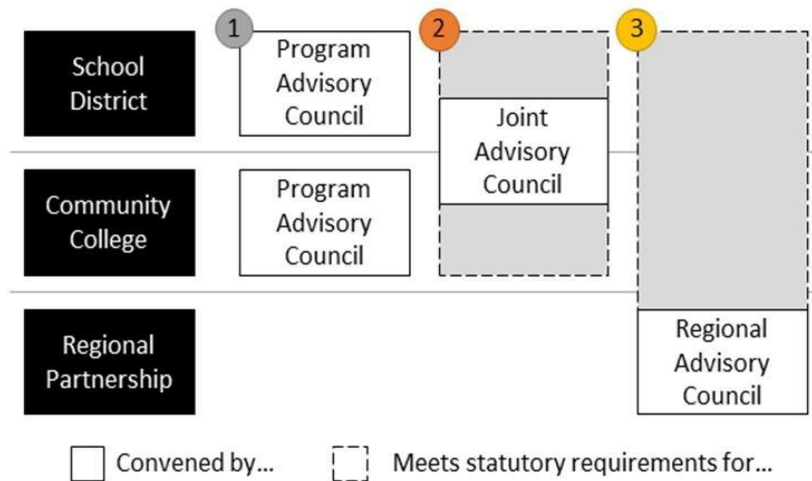 1
2
3
School
District
Program
Advisory
Council
Joint
Advisory
Council
Community
College
Program
Advisory
Council
Regional
Partnership
Regional
Advisory
Council
Convened by...
Meets statutory requirements for...